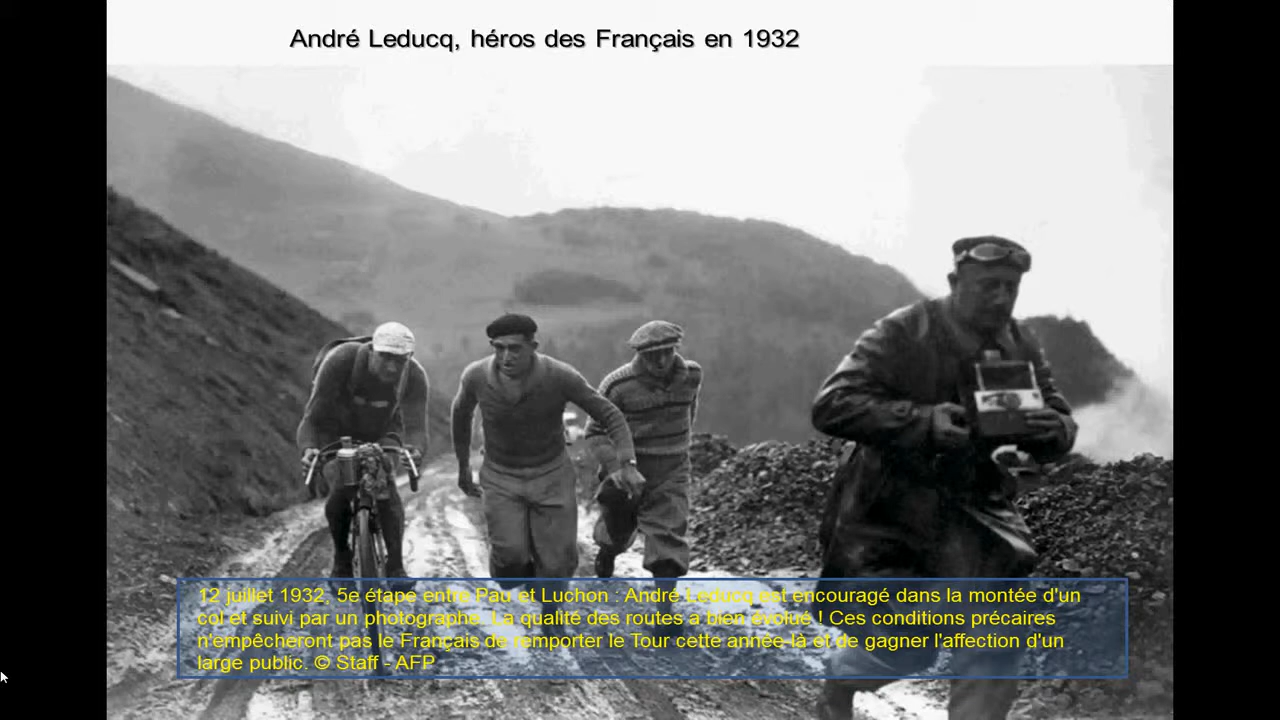 André Leducq, héros des Français en 1932
12 juillet 1932, 5e étape entre Pau et Luchon : André Leducq est encouragé dans la montée d'un
col et suivi par un photographe. La qualité des routes a bien évolué ! Ces conditions précaires
n'empêcheront pas le Français de remporter le Tour cette année-là et de gagner l'affection d'un
large public. © Staff - AFP